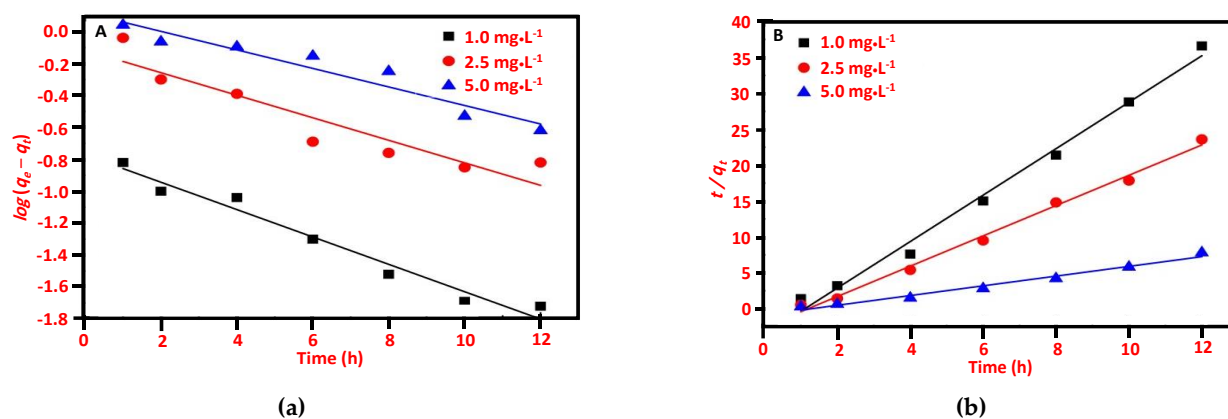 A
1.0 mg•L-1
2.5 mg•L-1
5.0 mg•L-1
0.0
-0.2
-0.4
-0.6
-0.8
-1.0
-1.2
-1.4
-1.6
-1.8
log (qe – qt)
0
2
4
6
8
10
12
Time (h)
(a)
B
1.0 mg•L-1
2.5 mg•L-1
5.0 mg•L-1
40
35
30
25
20
15
10
5
0
t / qt
0
2
4
6
8
10
12
Time (h)
(b)